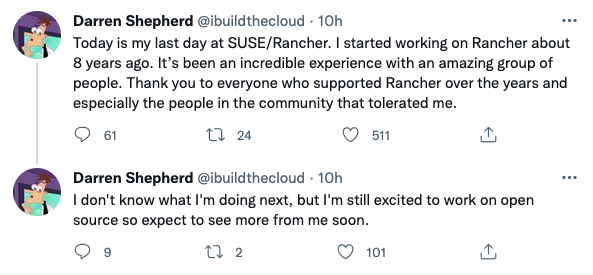 Darren Shepherd @ibuildthecloud · 10h
Today is my last day at SUSE/Rancher. I started working on Rancher about
8 years ago. It's been an incredible experience with an amazing group of
people. Thank you to everyone who supported Rancher over the years and
especially the people in the community that tolerated me.
61 24 511
Darren Shepherd @ibuildthecloud · 10h
I don't know what I'm doing next, but I'm still excited to work on open
source so expect to see more from me soon.
9 2 101